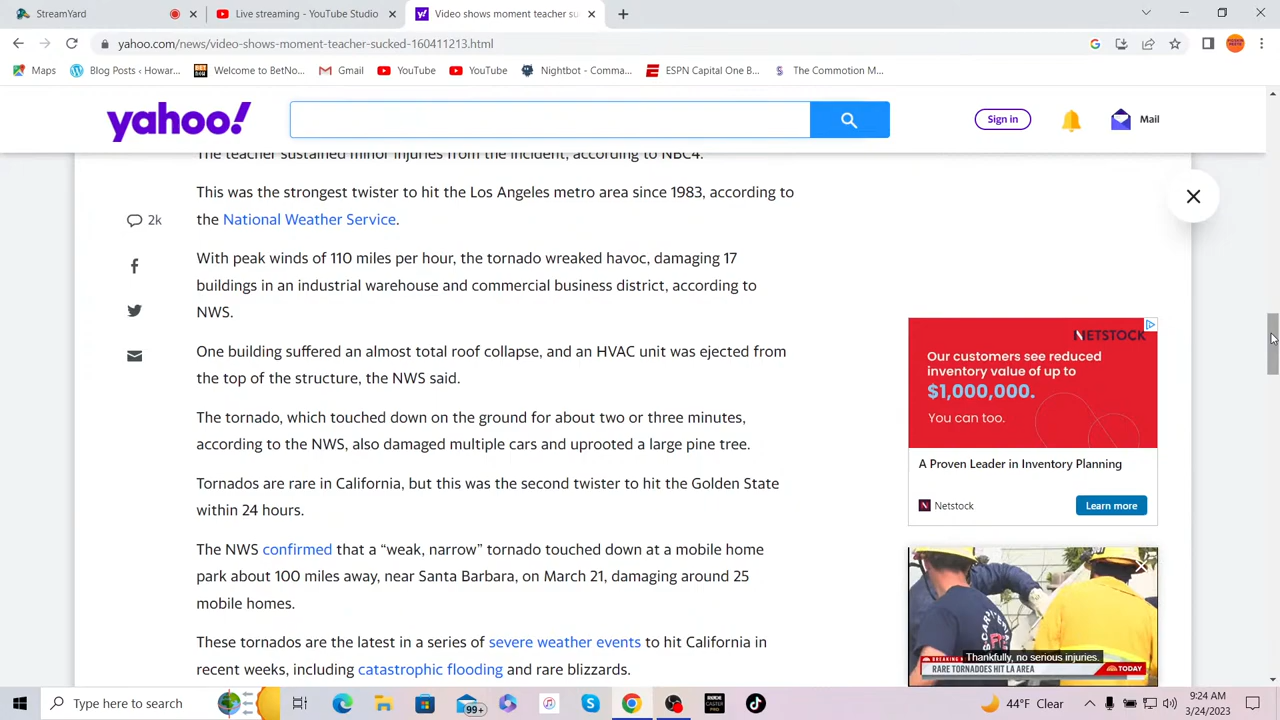 StreamYard
Live streaming - YouTube Studio
Video shows moment teacher su
yahoo.com/news/video-shows-moment-teacher-sucked-160411213.html
Maps
Blog Posts ‹ Howar...
Welcome to BetNo...
Gmail
YouTube
YouTube
Nightbot - Comma...
ESPN Capital One B...
The Commotion M...
yahoo!
Sign in
Mail
The teacher sustained minor injuries from the incident, according to NBC4.
This was the strongest twister to hit the Los Angeles metro area since 1983, according to
the National Weather Service.
2k
With peak winds of 110 miles per hour, the tornado wreaked havoc, damaging 17
buildings in an industrial warehouse and commercial business district, according to
NWS.
One building suffered an almost total roof collapse, and an HVAC unit was ejected from
the top of the structure, the NWS said.
The tornado, which touched down on the ground for about two or three minutes,
according to the NWS, also damaged multiple cars and uprooted a large pine tree.
Tornados are rare in California, but this was the second twister to hit the Golden State
within 24 hours.
The NWS confirmed that a “weak, narrow” tornado touched down at a mobile home
park about 100 miles away, near Santa Barbara, on March 21, damaging around 25
mobile homes.
These tornados are the latest in a series of severe weather events to hit California in
recent weeks, including catastrophic flooding and rare blizzards.
NETSTOCK
Our customers see reduced
inventory value of up to
$1,000,000.
You can too.
A Proven Leader in Inventory Planning
Netstock
Learn more
Thankfully, no serious injuries.
RARE TORNADOES HIT LA AREA
TODAY
Type here to search
99+
44°F Clear
9:24 AM
3/24/2023